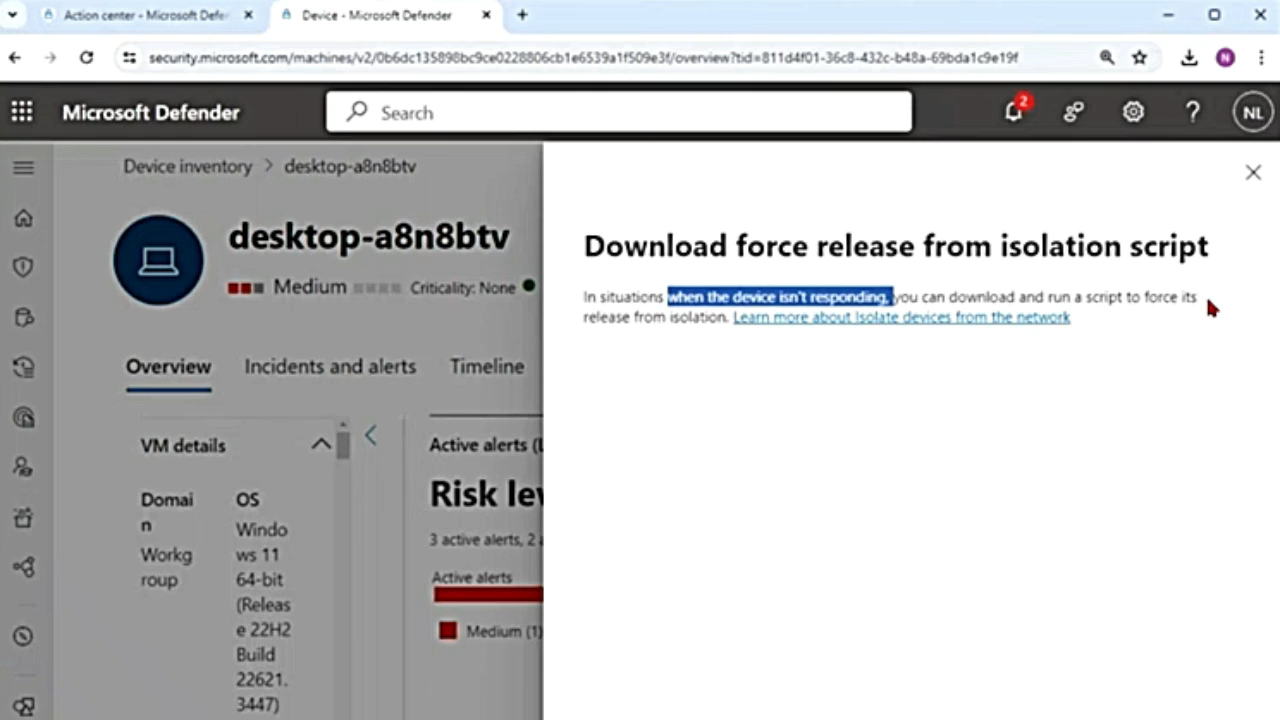 Action center - Microsoft Defe
Device - Microsoft Defender
security.microsoft.com/machines/v2/0b6dc135898bc9ce0228806cb1e6539a1f509e3f/overview?tid=811d4f01-36c8-432c-b48a-69bda1c9e19f
N
Microsoft Defender
Search
2
NL
Device inventory > desktop-a8n8btv
desktop-a8n8btv
Medium
Criticality: None
Overview
Incidents and alerts
Timeline
VM details
Domai
n
Workg
roup
OS
Windo
ws 11
64-bit
(Releas
e 22H2
Build
22621.
3447)
Active alerts (L
Risk lev
3 active alerts, 2 a
Active alerts
Medium (1)
Download force release from isolation script
In situations when the device isn't responding, you can download and run a script to force its
release from isolation. Learn more about Isolate devices from the network